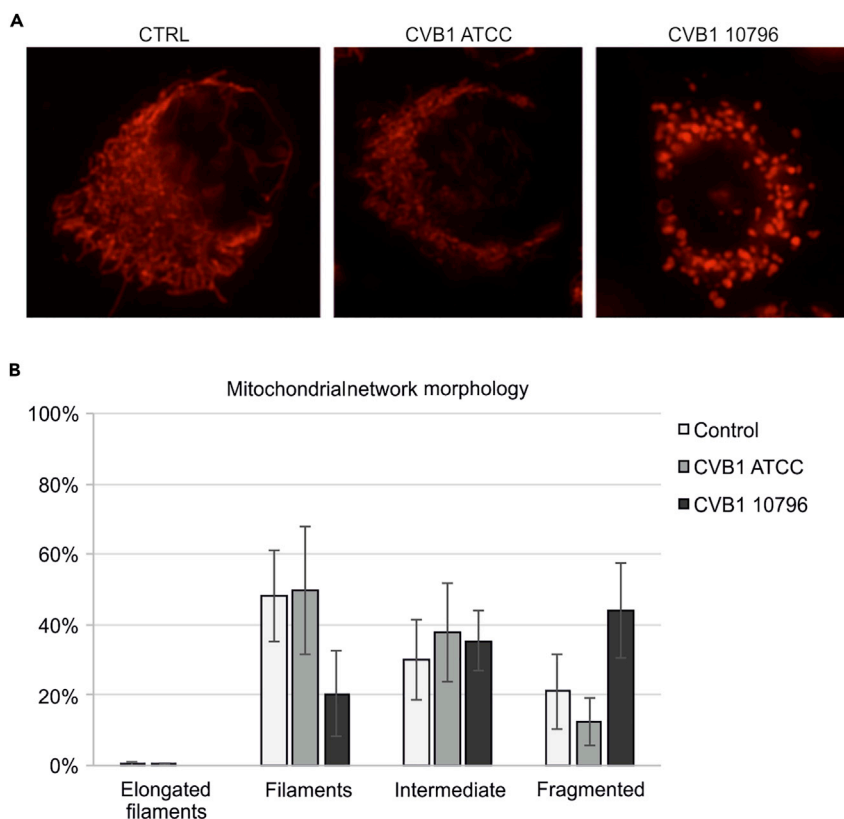 A
CTRL
CVB1 ATCC
CVB1 10796
B
Mitochondrialnetwork morphology
100%
80%
60%
40%
20%
0%
Elongated
filaments
Filaments
Intermediate
Fragmented
Control
CVB1 ATCC
CVB1 10796